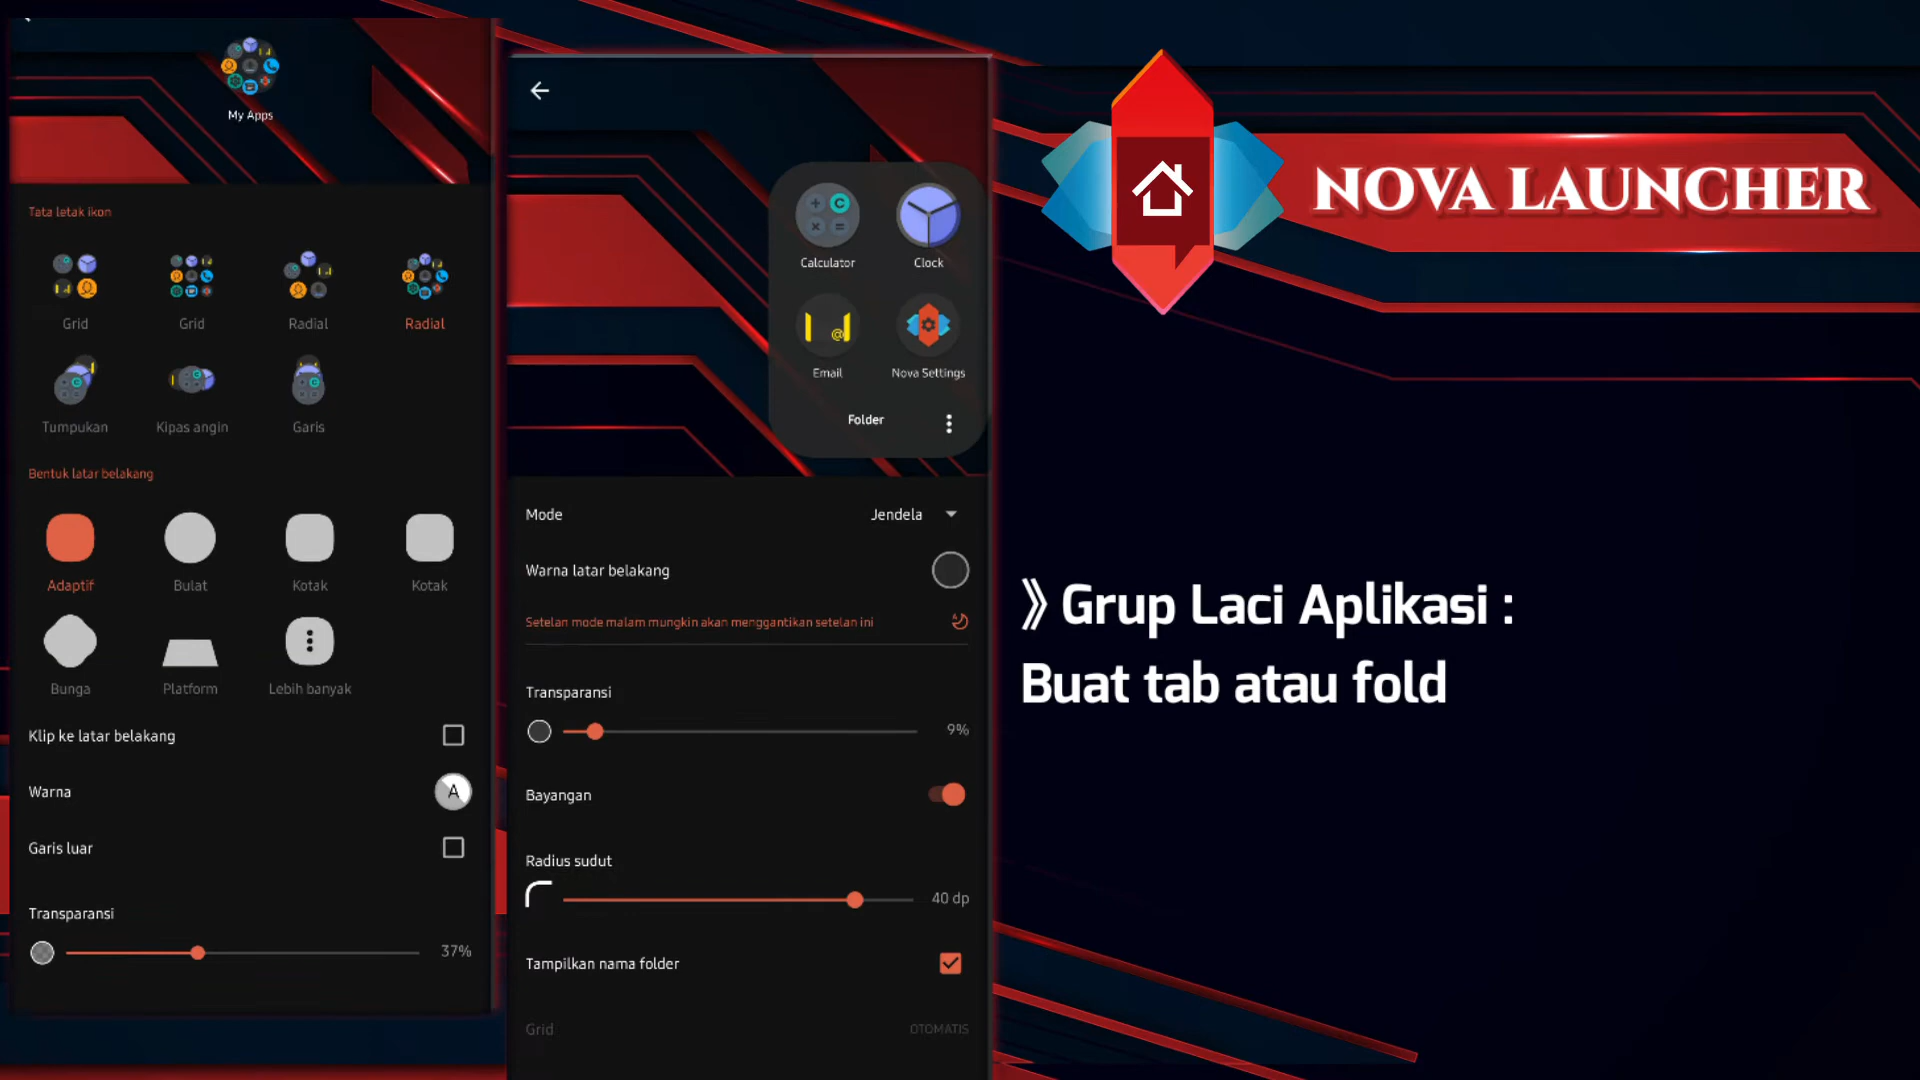 My Apps
Tata letak ikon
Grid
Grid
Radial
Radial
Tumpukan
Kipas angin
Garis
Bentuk latar belakang
Adaptif
Bulat
Kotak
Kotak
Bunga
Platform
Lebih banyak
Klip ke latar belakang
Warna
A
Garis luar
Transparansi
37%
Calculator
Clock
Email
Nova Settings
Folder
Mode
Jendela
Warna latar belakang
Setelan mode malam mungkin akan menggantikan setelan ini
Transparansi
9%
Bayangan
Radius sudut
40 dp
Tampilkan nama folder
Grid
OTOMATIS
NOVA LAUNCHER
》Grup Laci Aplikasi :
Buat tab atau fold